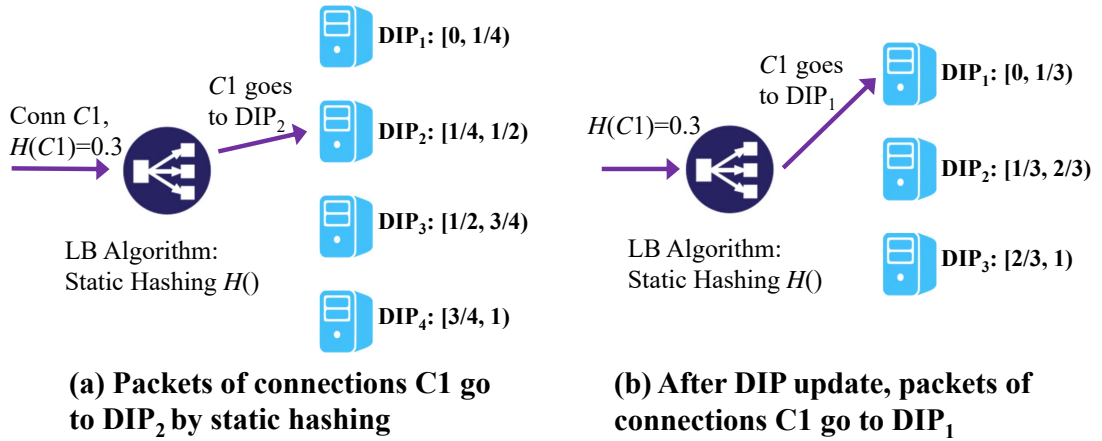 Conn C1,
H(C1)=0.3
LB Algorithm:
Static Hashing H()
C1 goes
to DIP₂
DIP₁: [0, 1/4)
DIP₂: [1/4, 1/2)
DIP₃: [1/2, 3/4)
DIP₄: [3/4, 1)
(a) Packets of connections C1 go
to DIP₂ by static hashing
H(C1)=0.3
LB Algorithm:
Static Hashing H()
C1 goes
to DIP₁
DIP₁: [0, 1/3)
DIP₂: [1/3, 2/3)
DIP₃: [2/3, 1)
(b) After DIP update, packets of
connections C1 go to DIP₁